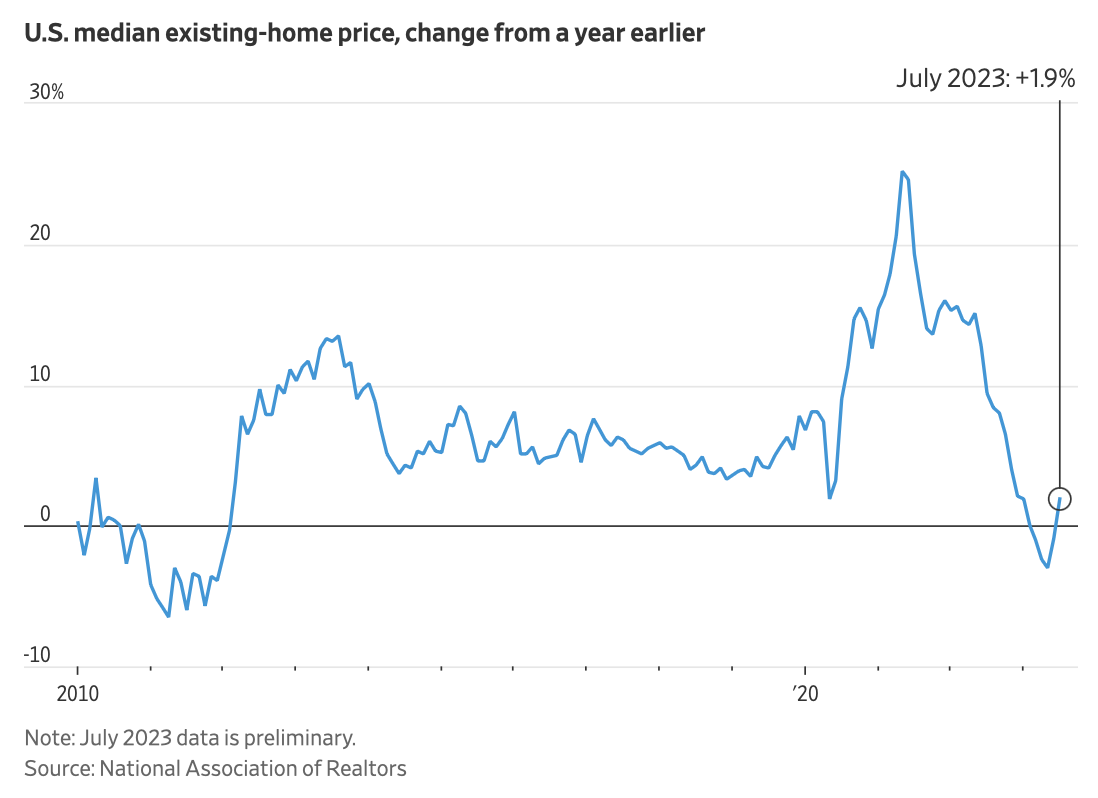 U.S. median existing-home price, change from a year earlier
July 2023: +1.9%
30%
20
10
0
-10
2010
'20
Note: July 2023 data is preliminary.
Source: National Association of Realtors